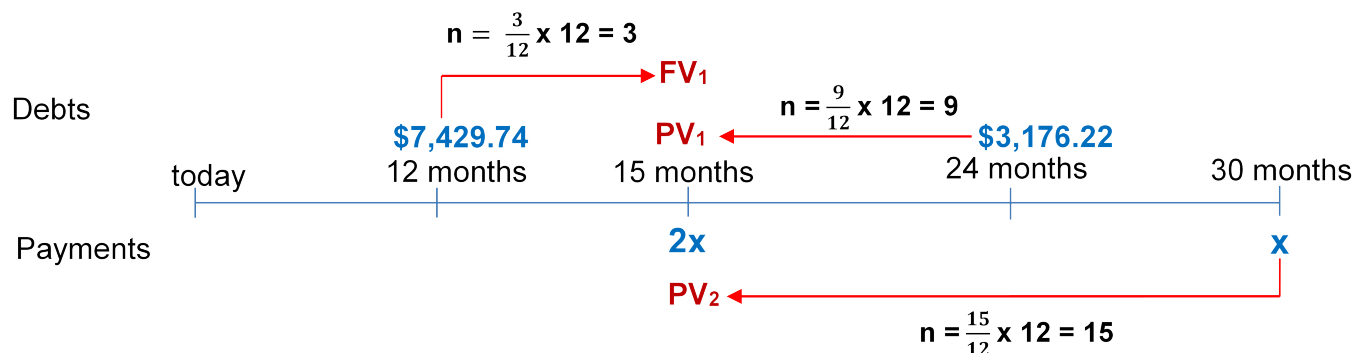 n = 3/12 x 12 = 3
FV₁
Debts
n = 9/12 x 12 = 9
$7,429.74
PV₁
$3,176.22
today
12 months
15 months
24 months
30 months
Payments
2x
x
PV₂
n = 15/12 x 12 = 15